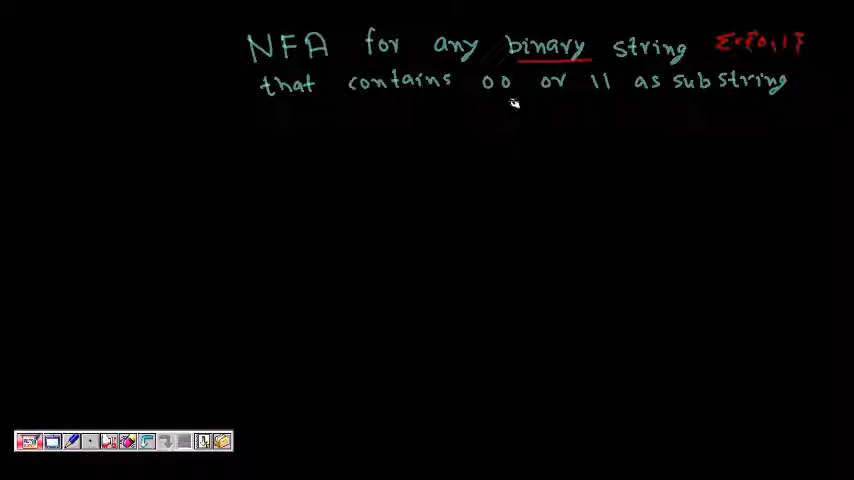 NFA for any binary string Σ={0,1}
that contains 00 or 11 as substring